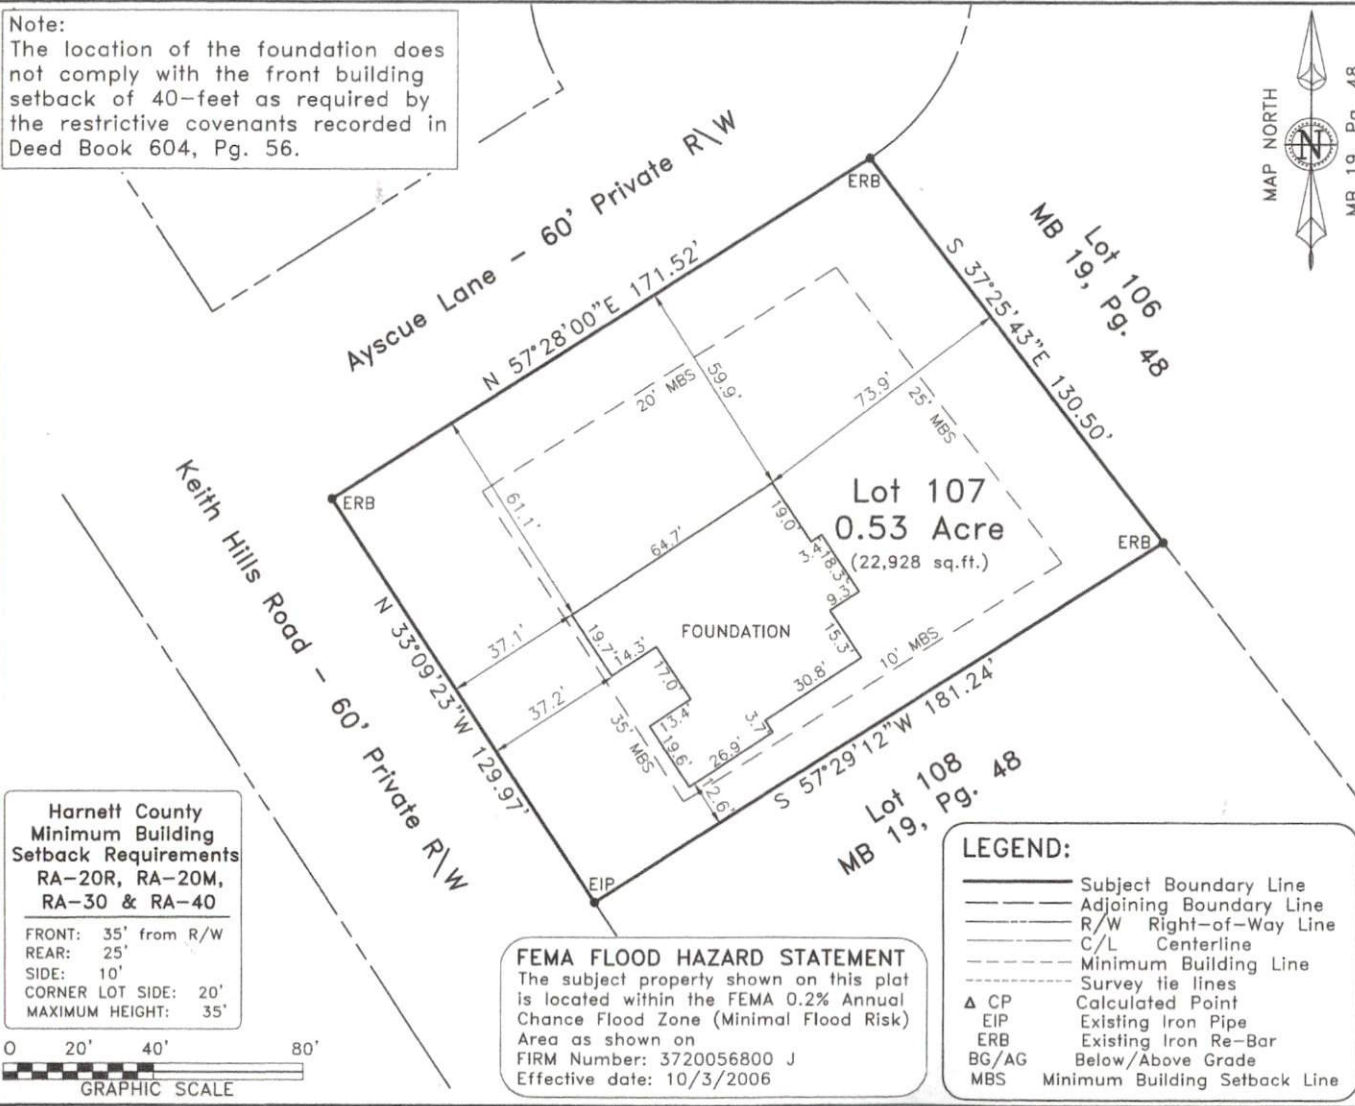 Note:
The location of the foundation does
not comply with the front building
setback of 40-feet as required by
the restrictive covenants recorded in
Deed Book 604, Pg. 56.
MAP NORTH
N
MB 19 Pg 48
Ayscue Lane - 60' Private R\W
N 57°28'00"E 171.52'
ERB
ERB
S 37°25'43"E 130.50'
Lot 106
MB 19, Pg. 48
20' MBS
59.9'
73.9'
25' MBS
61.1'
64.7'
Lot 107
0.53 Acre
(22,928 sq.ft.)
ERB
19.0'
3.4'
18.3'
9.3'
15.3'
FOUNDATION
37.1'
19.7'
14.3'
17.0'
37.2'
13.4'
19.6'
26.9'
3.7'
30.8'
10' MBS
35' MBS
12.6'
Keith Hills Road - 60' Private R\W
N 33°09'23"W 129.97'
S 57°29'12"W 181.24'
EIP
Lot 108
MB 19, Pg. 48
Harnett County
Minimum Building
Setback Requirements
RA-20R, RA-20M,
RA-30 & RA-40
FRONT: 35' from R/W
REAR: 25'
SIDE: 10'
CORNER LOT SIDE: 20'
MAXIMUM HEIGHT: 35'
0 20' 40' 80'
GRAPHIC SCALE
FEMA FLOOD HAZARD STATEMENT
The subject property shown on this plat
is located within the FEMA 0.2% Annual
Chance Flood Zone (Minimal Flood Risk)
Area as shown on
FIRM Number: 3720056800 J
Effective date: 10/3/2006
LEGEND:
Subject Boundary Line
Adjoining Boundary Line
R/W Right-of-Way Line
C/L Centerline
Minimum Building Line
Survey tie lines
Δ CP Calculated Point
EIP Existing Iron Pipe
ERB Existing Iron Re-Bar
BG/AG Below/Above Grade
MBS Minimum Building Setback Line